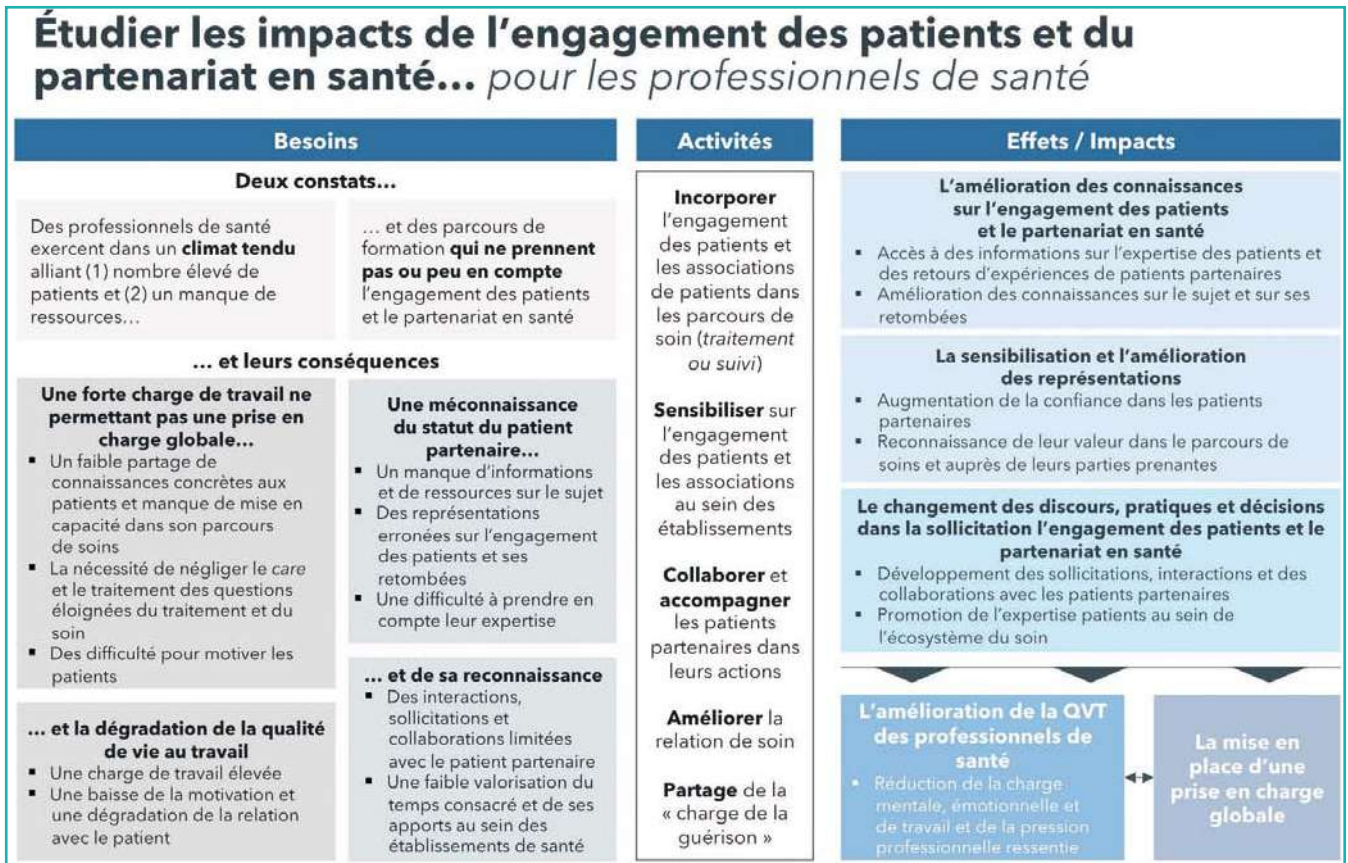 Étudier les impacts de l'engagement des patients et du
partenariat en santé... pour les professionnels de santé
Besoins
Deux constats...
Des professionnels de santé
exercent dans un climat tendu
alliant (1) nombre élevé de
patients et (2) un manque de
ressources...
... et des parcours de
formation qui ne prennent
pas ou peu en compte
l'engagement des patients
et le partenariat en santé
... et leurs conséquences
Une forte charge de travail ne
permettant pas une prise en
charge globale...
▪ Un faible partage de
connaissances concrètes aux
patients et manque de mise en
capacité dans son parcours
de soins
▪ La nécessité de négliger le care
et le traitement des questions
éloignées du traitement et du
soin
▪ Des difficulté pour motiver les
patients
... et la dégradation de la qualité
de vie au travail
▪ Une charge de travail élevée
▪ Une baisse de la motivation et
une dégradation de la relation
avec le patient
Une méconnaissance
du statut du patient
partenaire...
▪ Un manque d'informations
et de ressources sur le sujet
▪ Des représentations
erronées sur l'engagement
des patients et ses
retombées
▪ Une difficulté à prendre en
compte leur expertise
... et de sa reconnaissance
▪ Des interactions,
sollicitations et
collaborations limitées
avec le patient partenaire
▪ Une faible valorisation du
temps consacré et de ses
apports au sein des
établissements de santé
Activités
Incorporer
l'engagement
des patients et
les associations
de patients dans
les parcours de
soin (traitement
ou suivi)
Sensibiliser sur
l'engagement
des patients et
les associations
au sein des
établissements
Collaborer et
accompagner
les patients
partenaires dans
leurs actions
Améliorer la
relation de soin
Partage de la
« charge de la
guérison »
Effets / Impacts
L'amélioration des connaissances
sur l'engagement des patients
et le partenariat en santé
▪ Accès à des informations sur l'expertise des patients et
des retours d'expériences de patients partenaires
▪ Amélioration des connaissances sur le sujet et sur ses
retombées
La sensibilisation et l'amélioration
des représentations
▪ Augmentation de la confiance dans les patients
partenaires
▪ Reconnaissance de leur valeur dans le parcours de
soins et auprès de leurs parties prenantes
Le changement des discours, pratiques et décisions
dans la sollicitation l'engagement des patients et le
partenariat en santé
▪ Développement des sollicitations, interactions et des
collaborations avec les patients partenaires
▪ Promotion de l'expertise patients au sein de
l'écosystème du soin
L'amélioration de la QVT
des professionnels de
santé
▪ Réduction de la charge
mentale, émotionnelle et
de travail et de la pression
professionnelle ressentie
La mise en
place d'une
prise en charge
globale